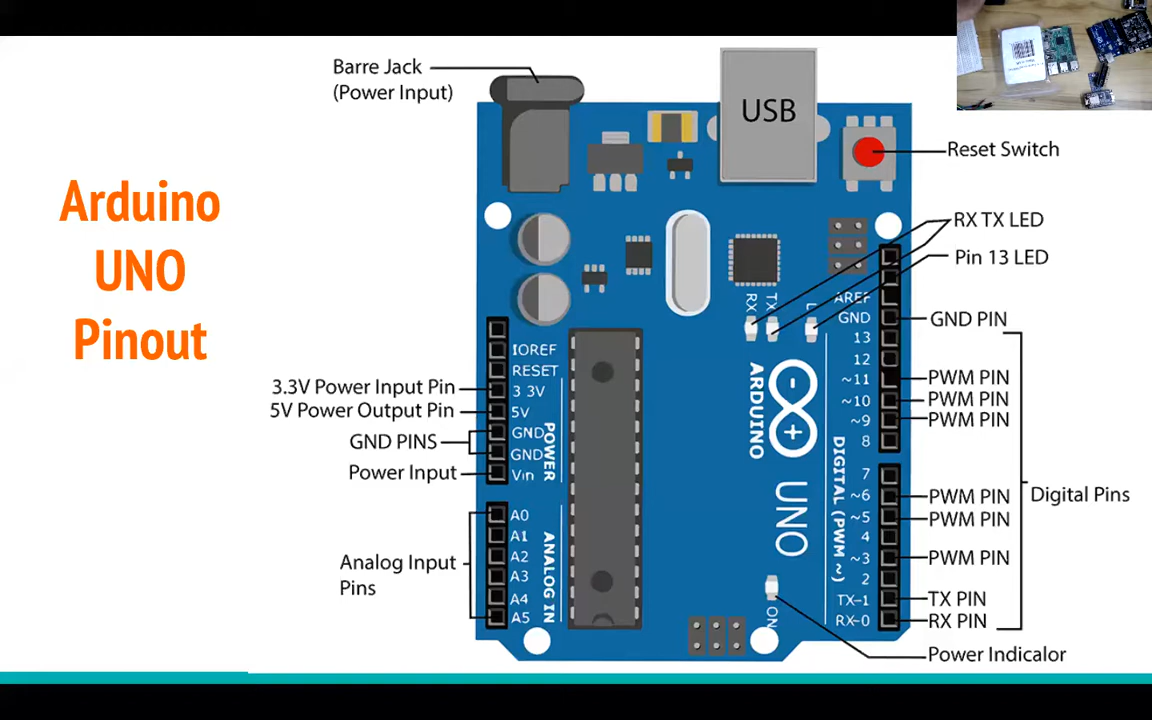 Arduino
UNO
Pinout
Barre Jack
(Power Input)
USB
Reset Switch
RX TX LED
Pin 13 LED
RX
TX
L
AREF
GND
GND PIN
13
12
~11
PWM PIN
~10
PWM PIN
~9
PWM PIN
8
7
~6
PWM PIN
~5
PWM PIN
4
~3
PWM PIN
2
TX-1
TX PIN
RX-0
RX PIN
Digital Pins
DIGITAL (PWM ~)
ARDUINO
UNO
ON
Power Indicalor
IOREF
RESET
3.3V Power Input Pin
3 3V
5V Power Output Pin
5V
GND PINS
GND
GND
Power Input
Vin
POWER
Analog Input
Pins
A0
A1
A2
A3
A4
A5
ANALOG IN